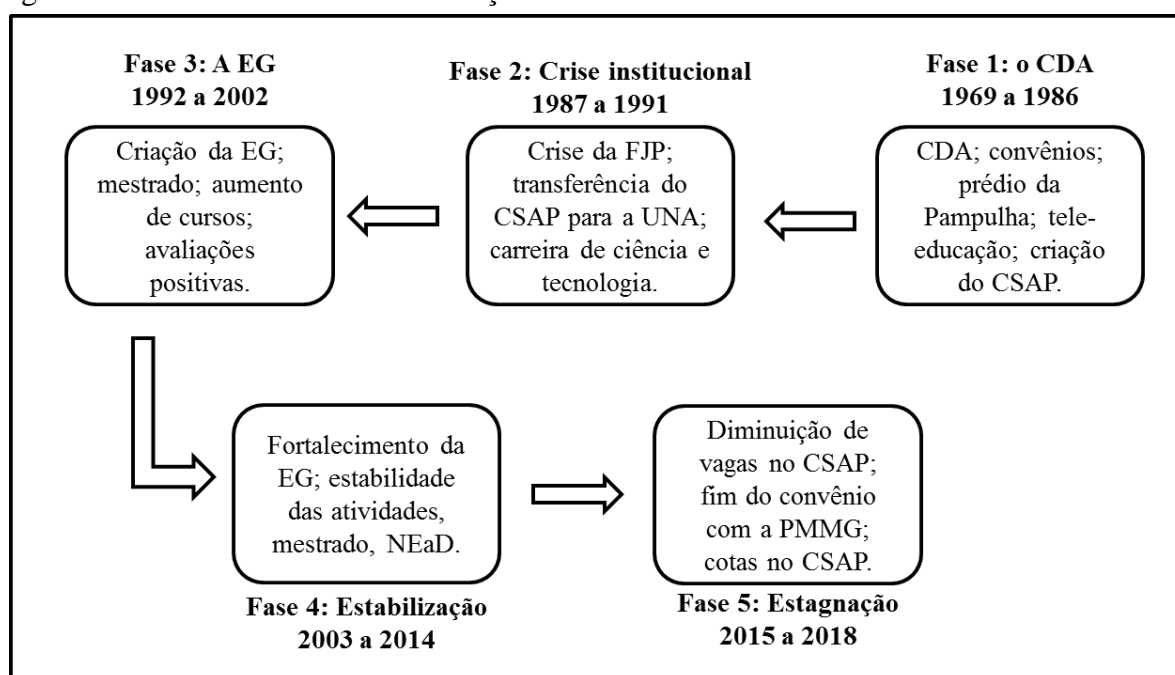 Fase 3: A EG
1992 a 2002
Criação da EG;
mestrado; aumento
de cursos;
avaliações
positivas.
Fase 2: Crise institucional
1987 a 1991
Crise da FJP;
transferência do
CSAP para a UNA;
carreira de ciência e
tecnologia.
Fase 1: o CDA
1969 a 1986
CDA; convênios;
prédio da
Pampulha; tele-
educação; criação
do CSAP.
Fortalecimento da
EG; estabilidade
das atividades,
mestrado, NEaD.
Fase 4: Estabilização
2003 a 2014
Diminuição de
vagas no CSAP;
fim do convênio
com a PMMG;
cotas no CSAP.
Fase 5: Estagnação
2015 a 2018